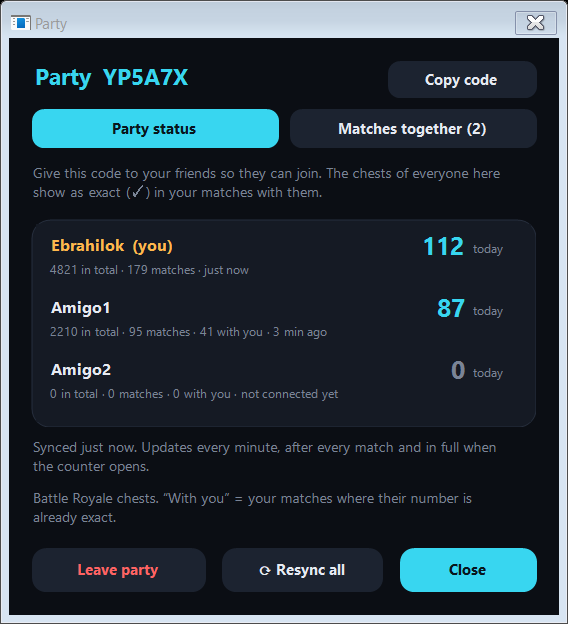 Party
Party YP5A7X
Copy code
Party status
Matches together (2)
Give this code to your friends so they can join. The chests of everyone here
show as exact (✓) in your matches with them.
Ebrahilok (you)
112 today
4821 in total · 179 matches · just now
Amigo1
87 today
2210 in total · 95 matches · 41 with you · 3 min ago
Amigo2
0 today
0 in total · 0 matches · 0 with you · not connected yet
Synced just now. Updates every minute, after every match and in full when
the counter opens.
Battle Royale chests. “With you” = your matches where their number is
already exact.
Leave party
⟳ Resync all
Close